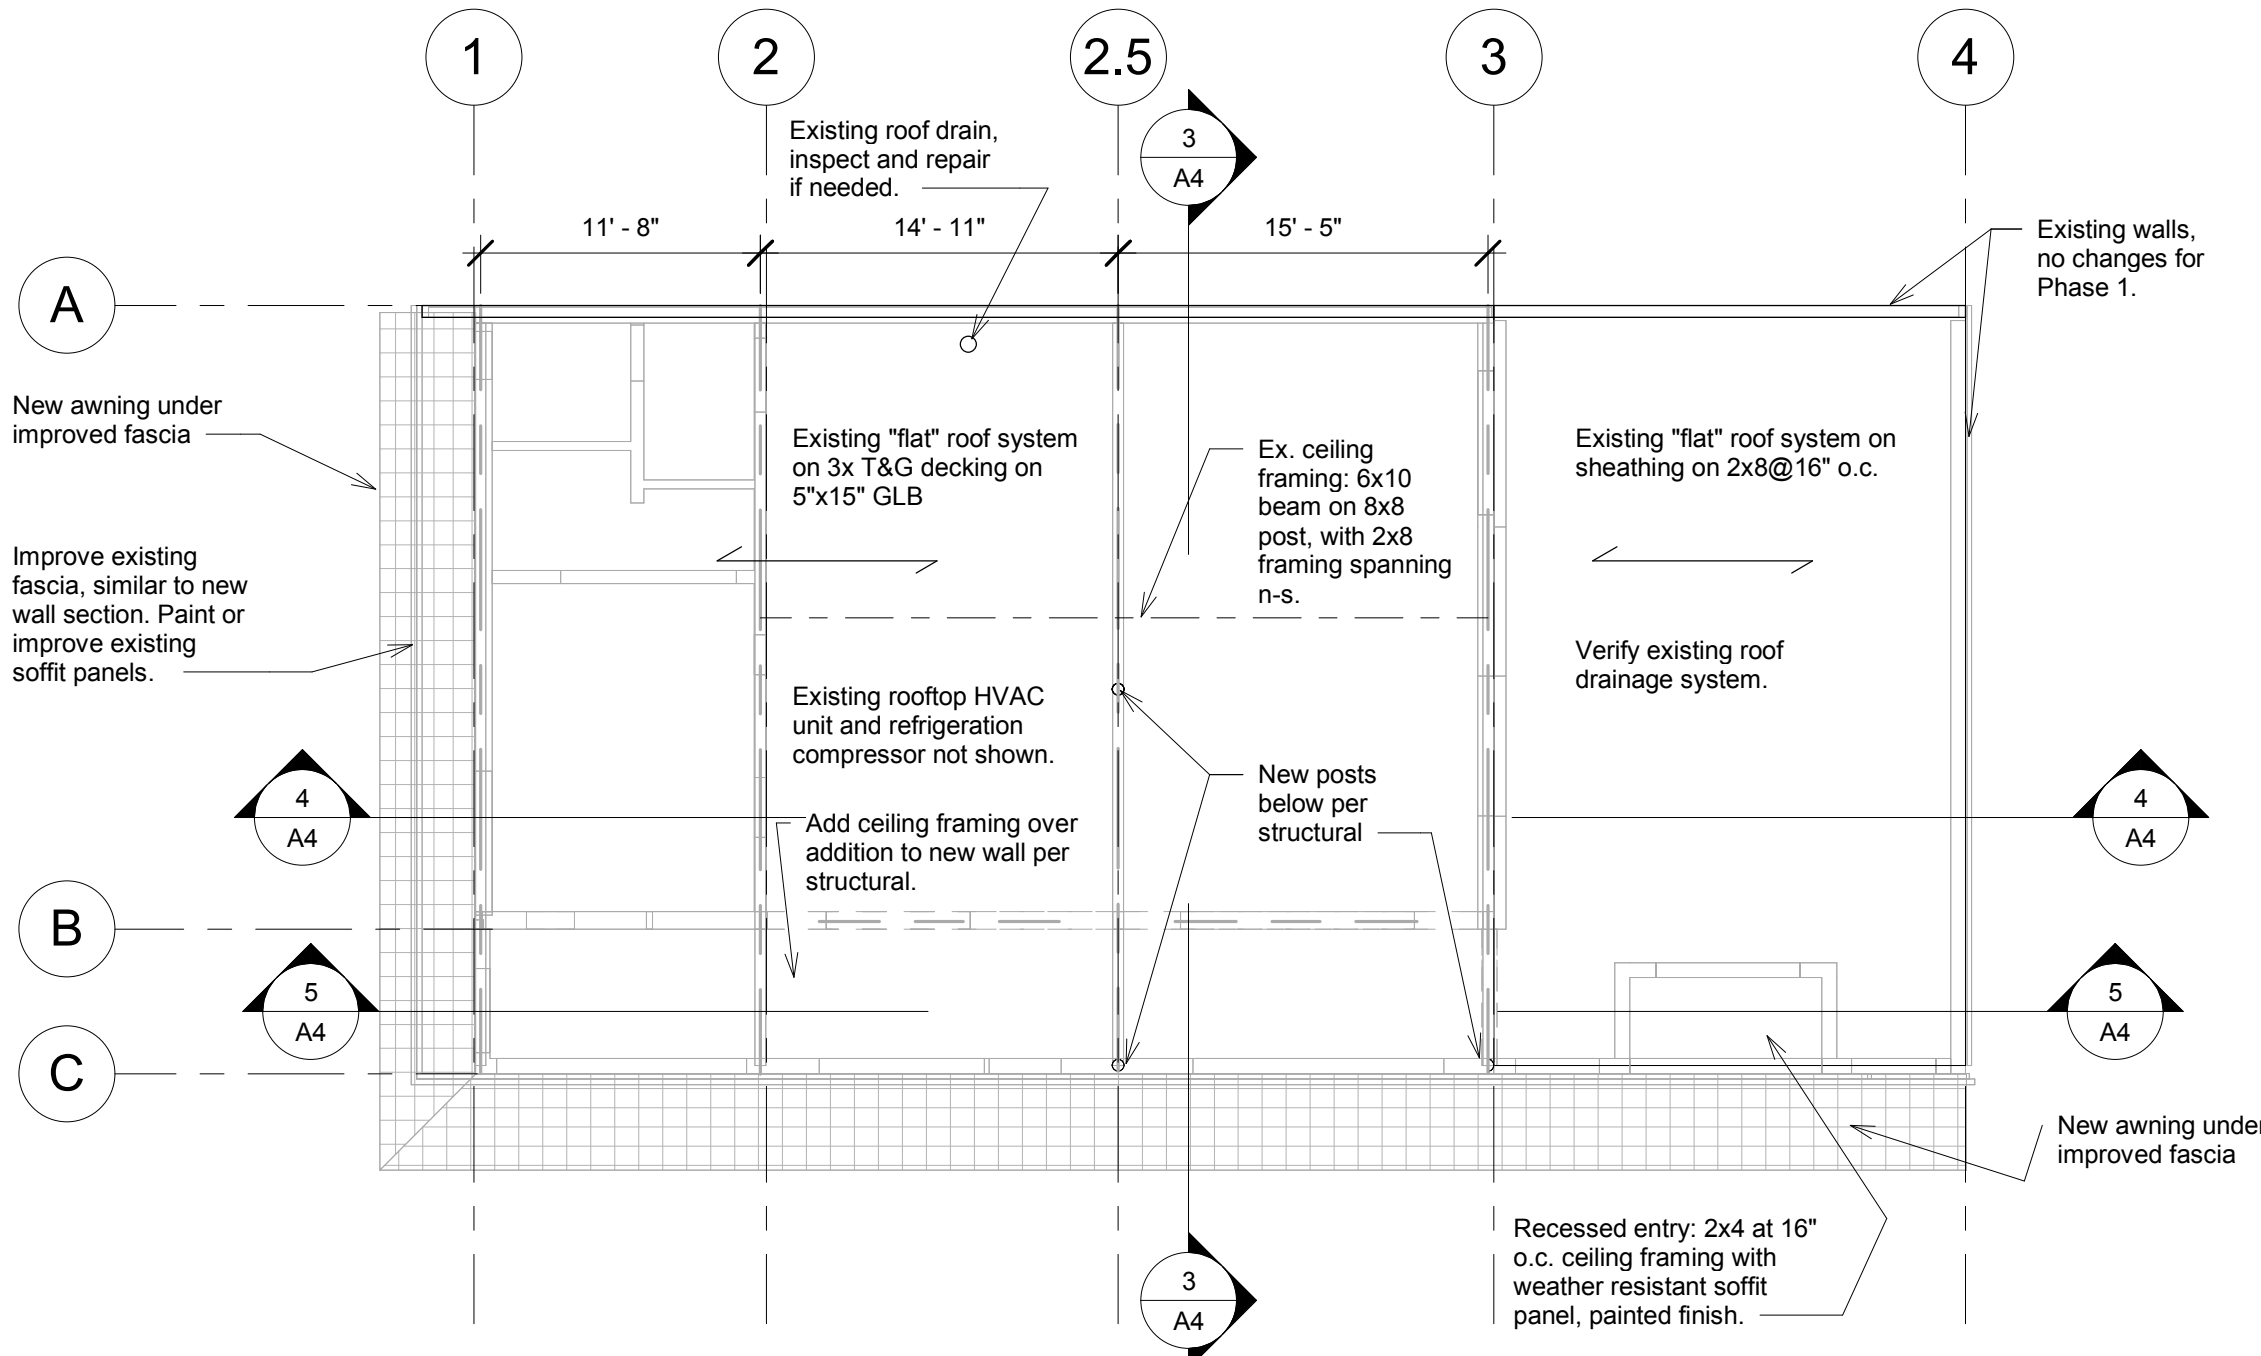 1
2
2.5
3
4
Existing roof drain,
inspect and repair
if needed.
3
A4
11' - 8"
14' - 11"
15' - 5"
Existing walls,
no changes for
Phase 1.
A
New awning under
improved fascia
Existing "flat" roof system
on 3x T&G decking on
5"x15" GLB
Ex. ceiling
framing: 6x10
beam on 8x8
post, with 2x8
framing spanning
n-s.
Existing "flat" roof system on
sheathing on 2x8@16" o.c.
Improve existing
fascia, similar to new
wall section. Paint or
improve existing
soffit panels.
Verify existing roof
drainage system.
Existing rooftop HVAC
unit and refrigeration
compressor not shown.
New posts
below per
structural
4
A4
4
A4
Add ceiling framing over
addition to new wall per
structural.
B
5
A4
5
A4
C
New awning under
improved fascia
Recessed entry: 2x4 at 16"
o.c. ceiling framing with
weather resistant soffit
panel, painted finish.
3
A4